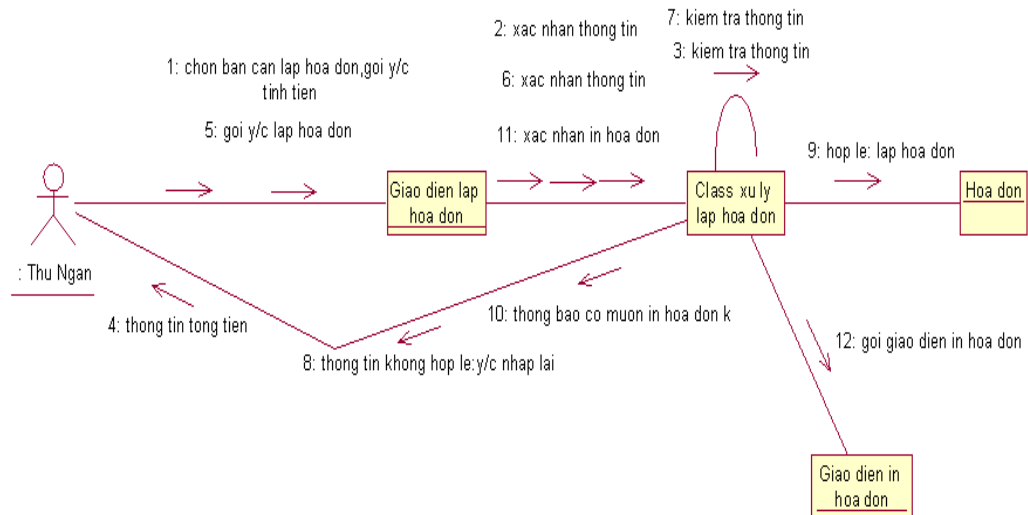 2: xac nhan thong tin
7: kiem tra thong tin
3: kiem tra thong tin
1: chon ban can lap hoa don,goi y/c
tinh tien
6: xac nhan thong tin
5: goi y/c lap hoa don
11: xac nhan in hoa don
9: hop le: lap hoa don
Giao dien lap
hoa don
Class xu ly
lap hoa don
Hoa don
: Thu Ngan
4: thong tin tong tien
10: thong bao co muon in hoa don k
8: thong tin khong hop le:y/c nhap lai
12: goi giao dien in hoa don
Giao dien in
hoa don